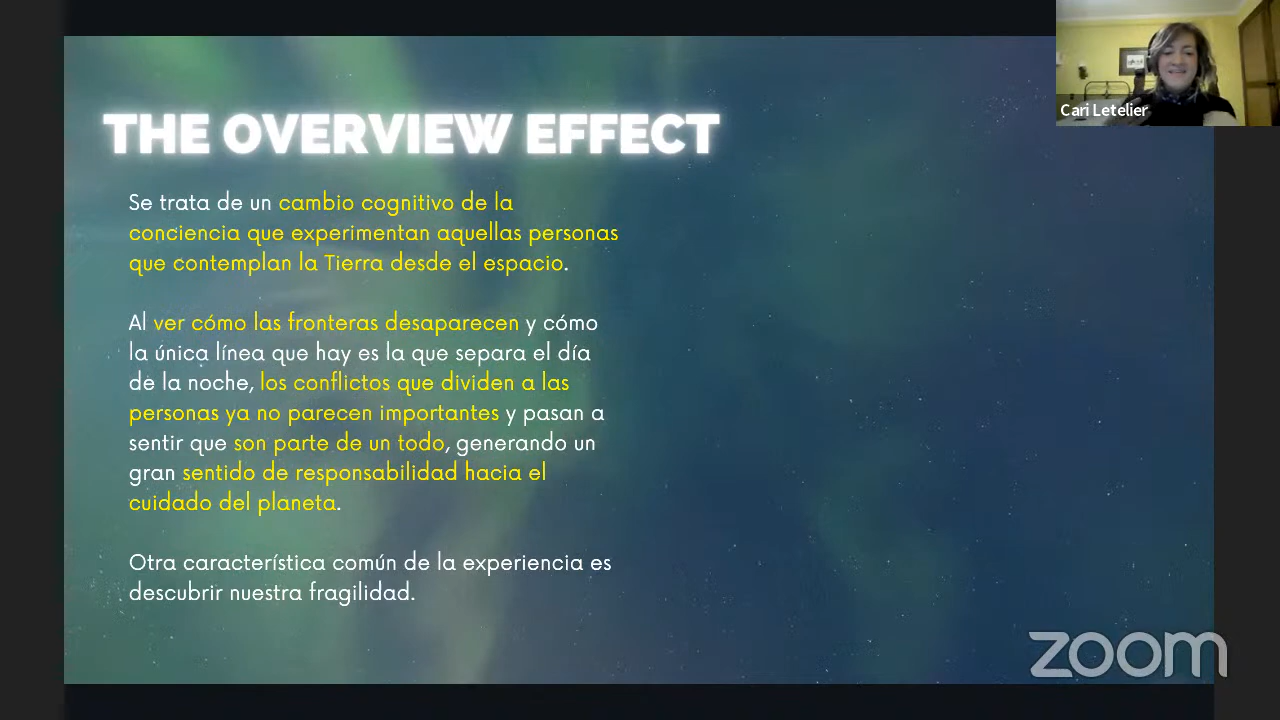 Cari Letelier
THE OVERVIEW EFFECT
Se trata de un cambio cognitivo de la
conciencia que experimentan aquellas personas
que contemplan la Tierra desde el espacio.
Al ver cómo las fronteras desaparecen y cómo
la única línea que hay es la que separa el día
de la noche, los conflictos que dividen a las
personas ya no parecen importantes y pasan a
sentir que son parte de un todo, generando un
gran sentido de responsabilidad hacia el
cuidado del planeta.
Otra característica común de la experiencia es
descubrir nuestra fragilidad.
zoom